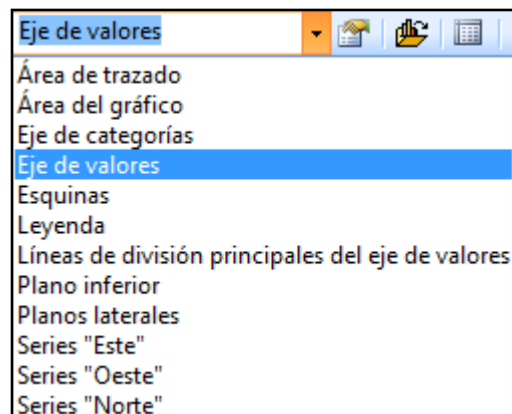 Eje de valores
Área de trazado
Área del gráfico
Eje de categorías
Eje de valores
Esquinas
Leyenda
Líneas de división principales del eje de valores
Plano inferior
Planos laterales
Series "Este"
Series "Oeste"
Series "Norte"